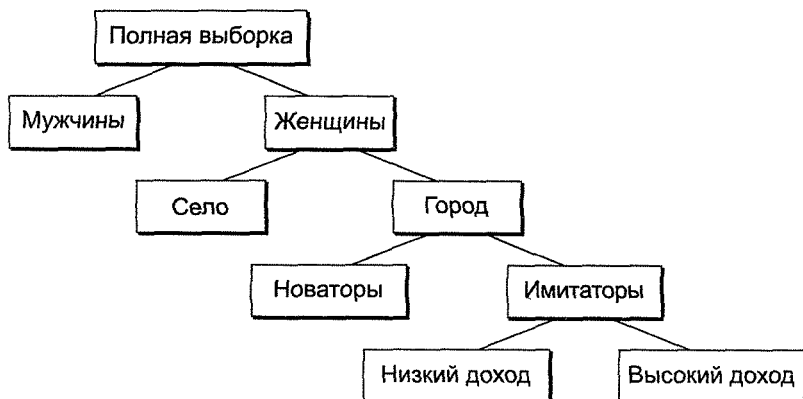 Полная выборка
Мужчины
Женщины
Село
Город
Новаторы
Имитаторы
Низкий доход
Высокий доход